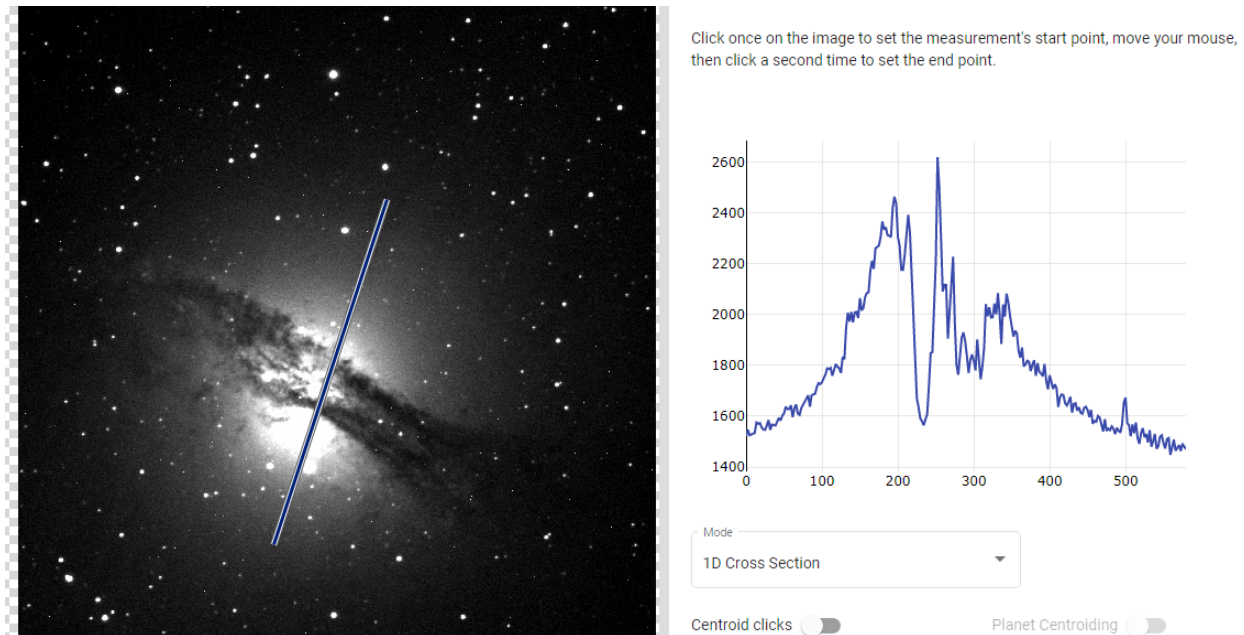 Click once on the image to set the measurement's start point, move your mouse,
then click a second time to set the end point.
2600
2400
2200
2000
1800
1600
1400
0 100 200 300 400 500
Mode
1D Cross Section
Centroid clicks Planet Centroiding